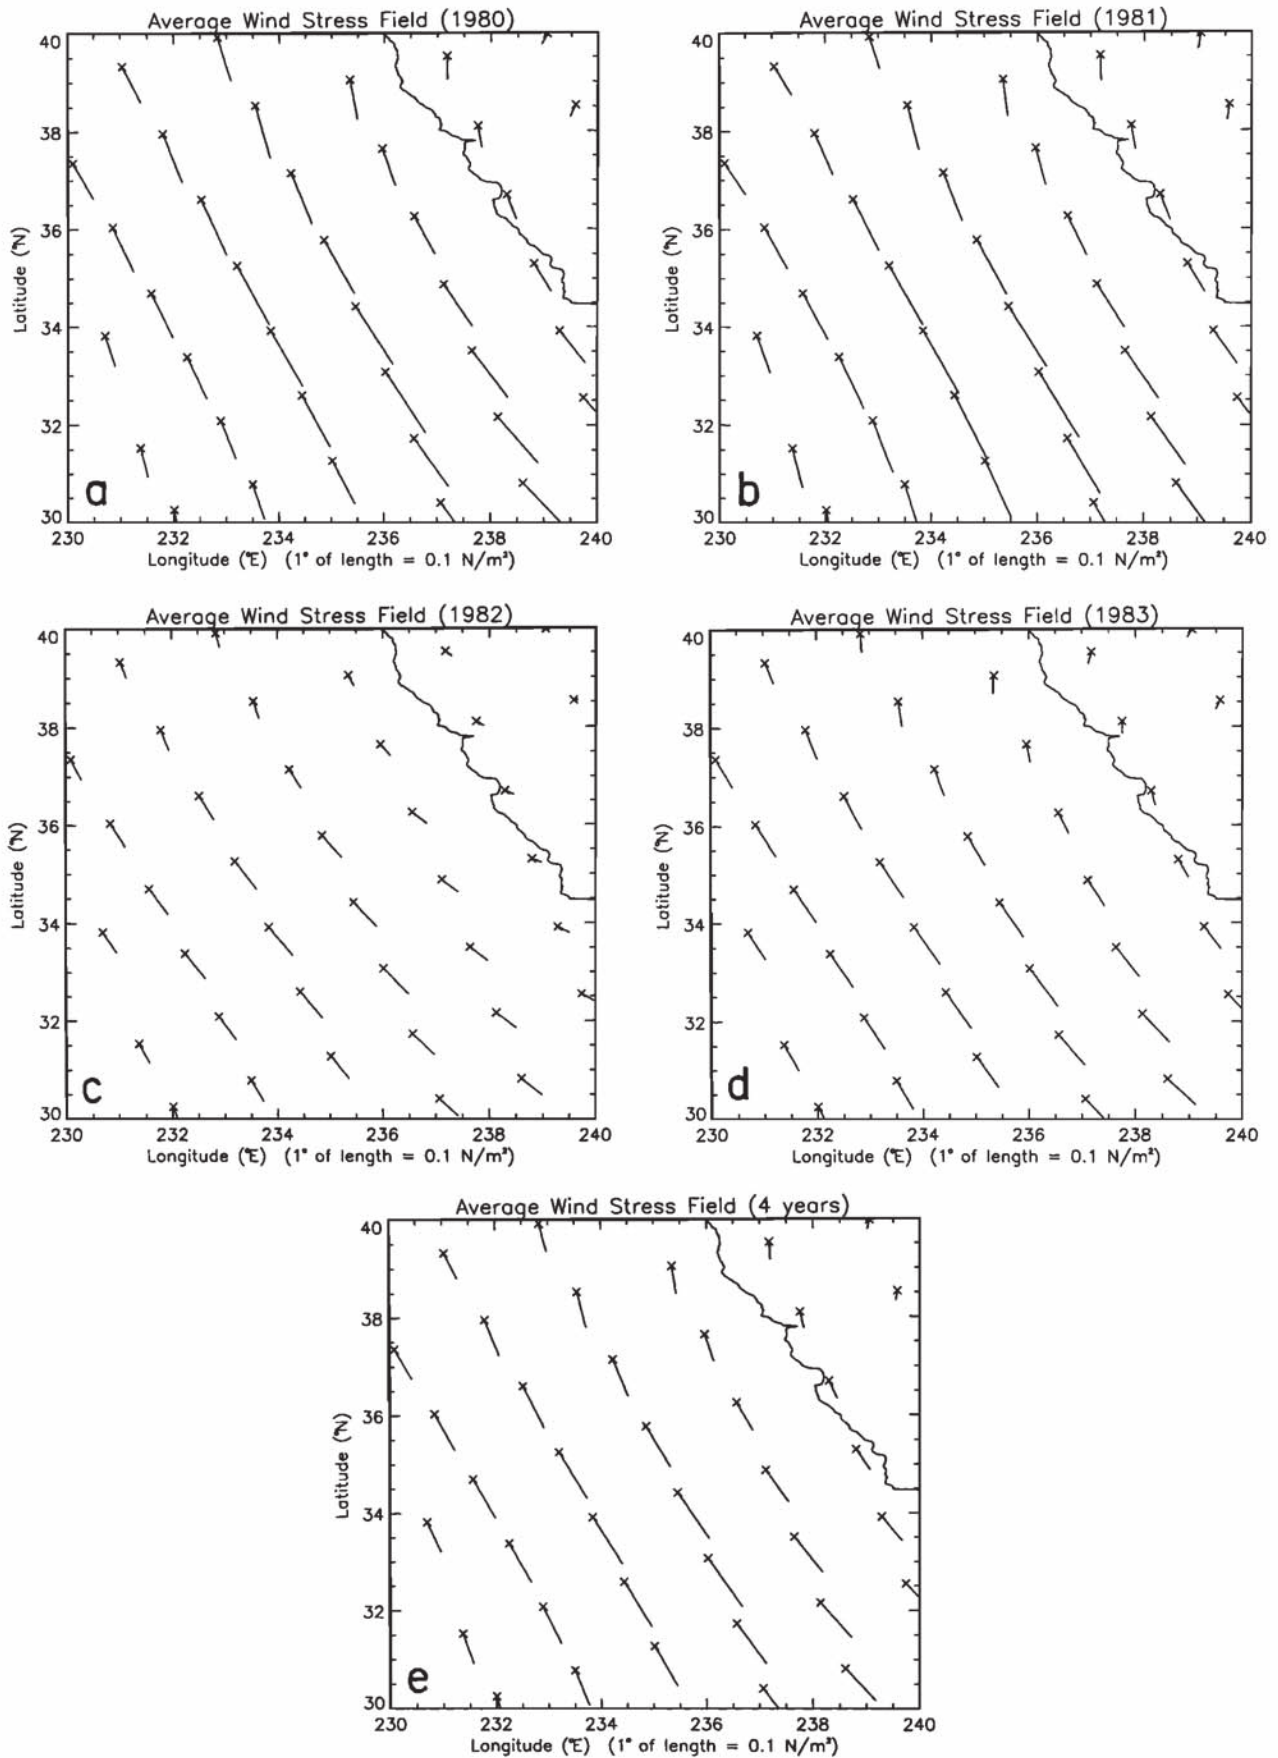 Average Wind Stress Field (1980)
40
38
36
34
32
30
Latitude (°N)
a
230 232 234 236 238 240
Longitude (°E) (1° of length = 0.1 N/m²)
Average Wind Stress Field (1981)
40
38
36
34
32
30
Latitude (°N)
b
230 232 234 236 238 240
Longitude (°E) (1° of length = 0.1 N/m²)
Average Wind Stress Field (1982)
40
38
36
34
32
30
Latitude (°N)
c
230 232 234 236 238 240
Longitude (°E) (1° of length = 0.1 N/m²)
Average Wind Stress Field (1983)
40
38
36
34
32
30
Latitude (°N)
d
230 232 234 236 238 240
Longitude (°E) (1° of length = 0.1 N/m²)
Average Wind Stress Field (4 years)
40
38
36
34
32
30
Latitude (°N)
e
230 232 234 236 238 240
Longitude (°E) (1° of length = 0.1 N/m²)